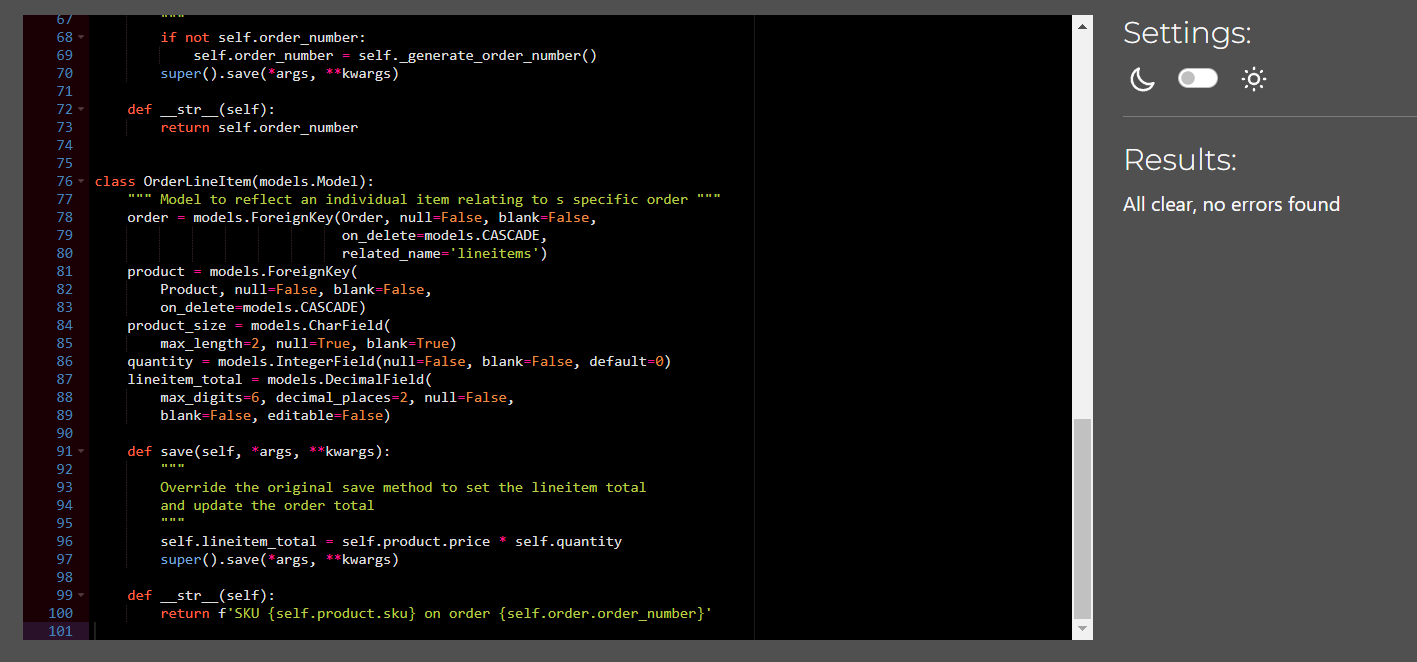 67 """
68 if not self.order_number:
69 self.order_number = self._generate_order_number()
70 super().save(*args, **kwargs)
71
72 def __str__(self):
73 return self.order_number
74
75
76 class OrderLineItem(models.Model):
77 """ Model to reflect an individual item relating to s specific order """
78 order = models.ForeignKey(Order, null=False, blank=False,
79 on_delete=models.CASCADE,
80 related_name='lineitems')
81 product = models.ForeignKey(
82 Product, null=False, blank=False,
83 on_delete=models.CASCADE)
84 product_size = models.CharField(
85 max_length=2, null=True, blank=True)
86 quantity = models.IntegerField(null=False, blank=False, default=0)
87 lineitem_total = models.DecimalField(
88 max_digits=6, decimal_places=2, null=False,
89 blank=False, editable=False)
90
91 def save(self, *args, **kwargs):
92 """
93 Override the original save method to set the lineitem total
94 and update the order total
95 """
96 self.lineitem_total = self.product.price * self.quantity
97 super().save(*args, **kwargs)
98
99 def __str__(self):
100 return f'SKU {self.product.sku} on order {self.order.order_number}'
101
Settings:
Results:
All clear, no errors found